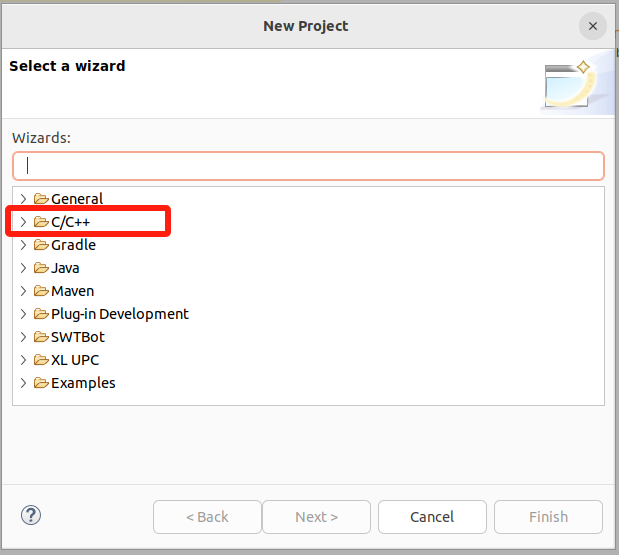 New Project
Select a wizard
Wizards:
General
C/C++
Gradle
Java
Maven
Plug-in Development
SWTBot
XL UPC
Examples
< Back Next > Cancel Finish